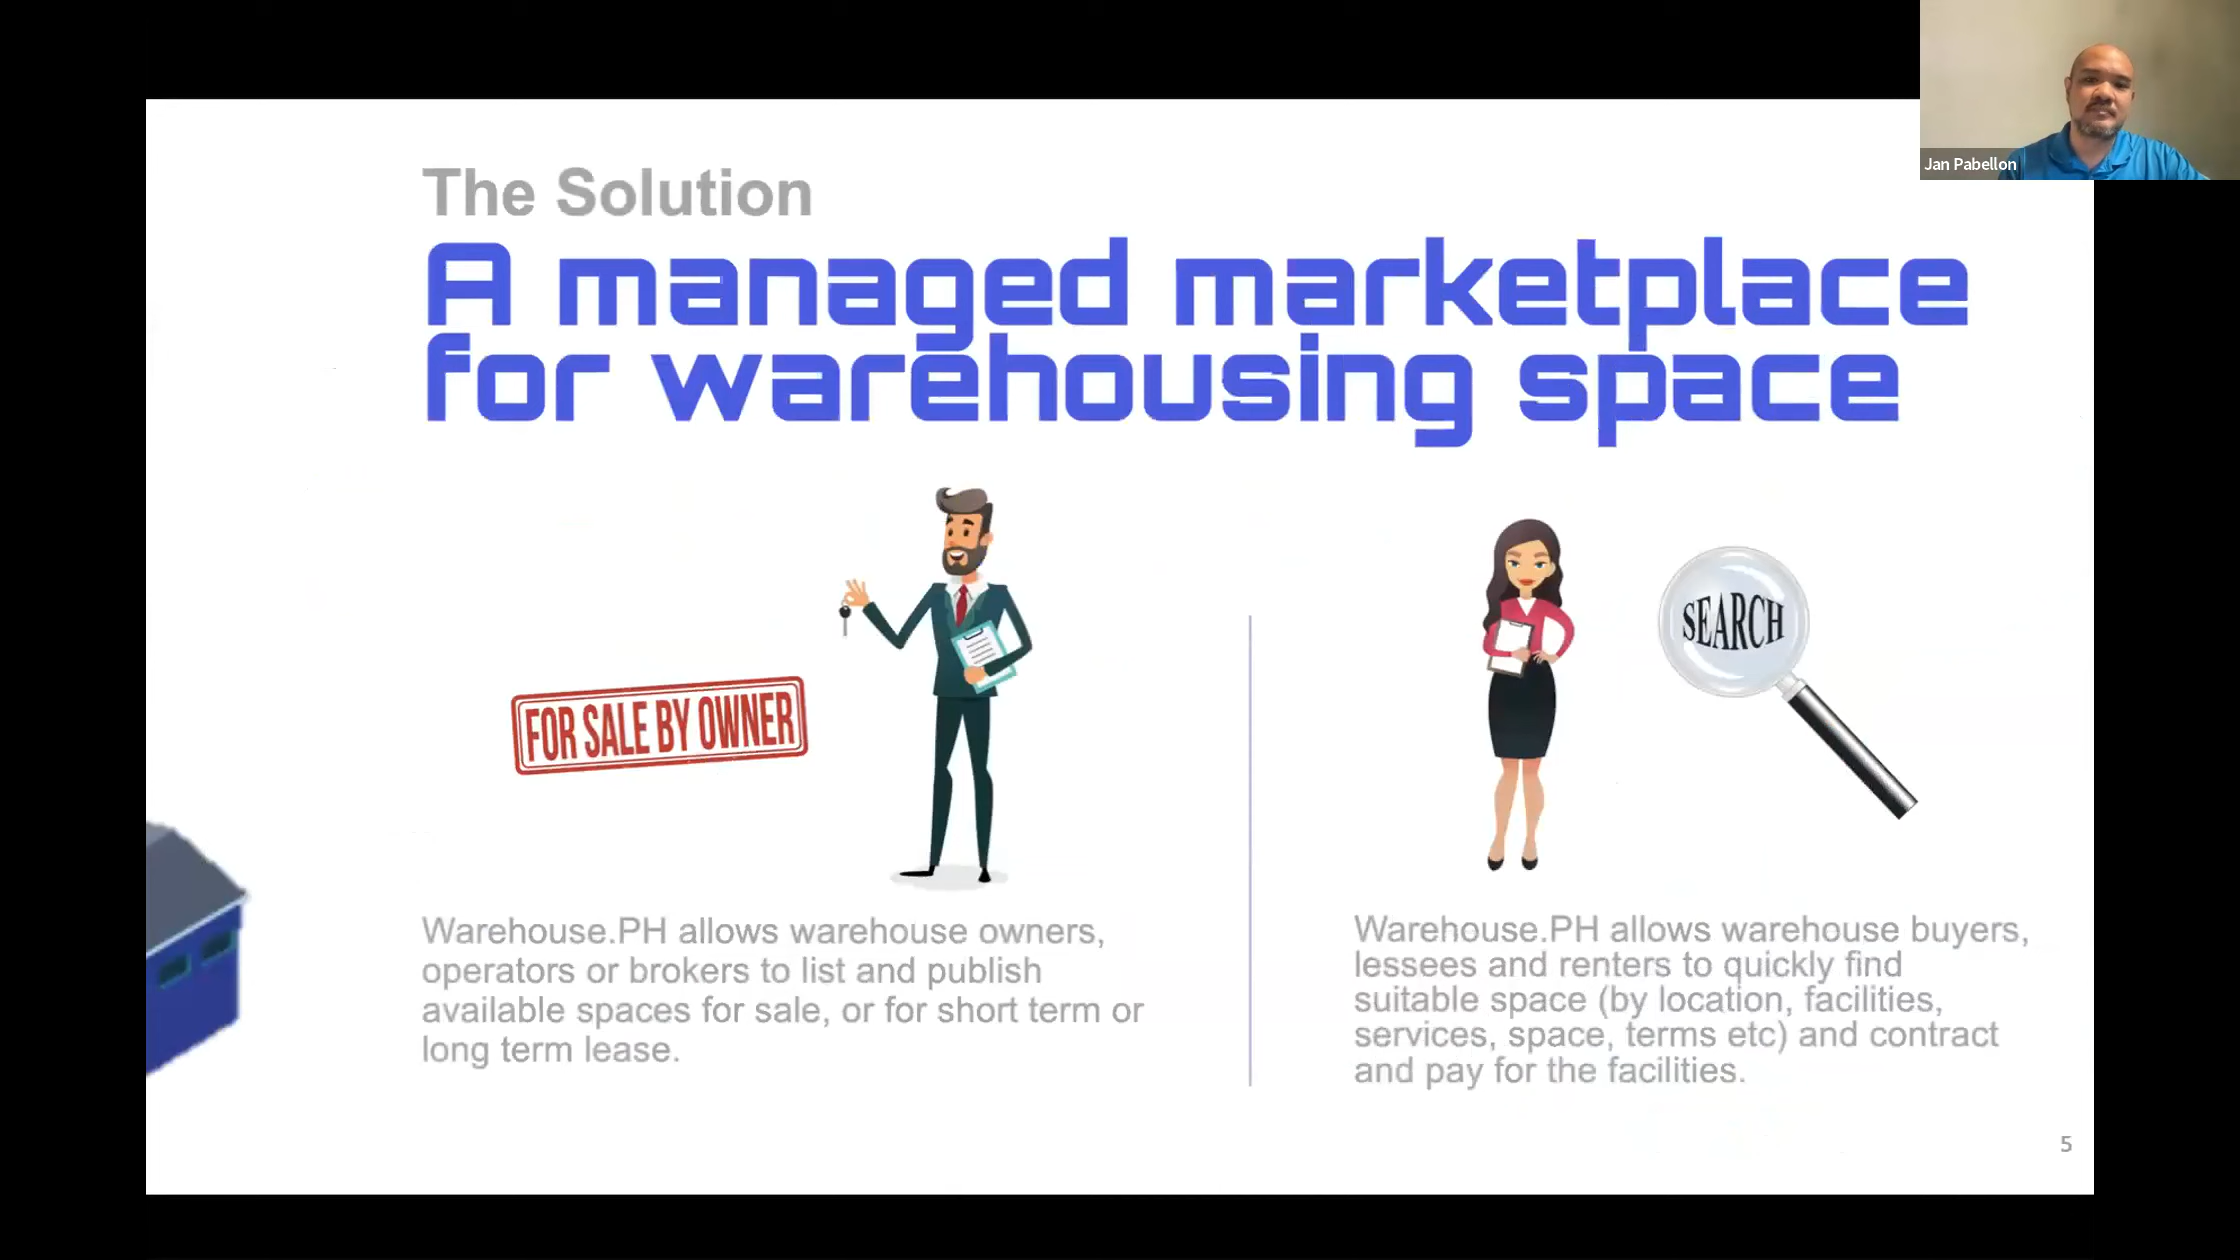 Jan Pabellon
The Solution
A managed marketplace
for warehousing space
FOR SALE BY OWNER
SEARCH
Warehouse.PH allows warehouse owners,
operators or brokers to list and publish
available spaces for sale, or for short term or
long term lease.
Warehouse.PH allows warehouse buyers,
lessees and renters to quickly find
suitable space (by location, facilities,
services, space, terms etc) and contract
and pay for the facilities.
5